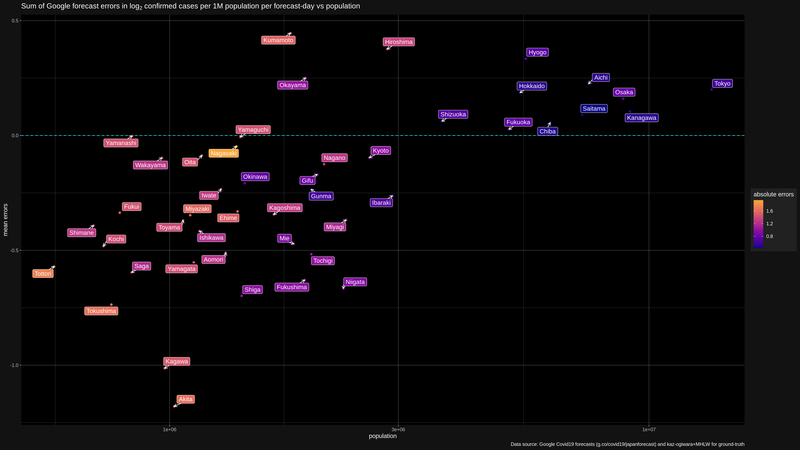 Sum of Google forecast errors in log2 confirmed cases per 1M population per forecast-day vs population
0.5
Kumamoto
Hiroshima
Hyogo
Aichi
Tokyo
Okayama
Hokkaido
Osaka
Saitama
Shizuoka
Kanagawa
Fukuoka
Chiba
0.0
Yamaguchi
Yamanashi
Nagasaki
Kyoto
Wakayama
Oita
Nagano
Okinawa
Gifu
Iwate
Gunma
Ibaraki
Fukui
Miyazaki
Kagoshima
Ehime
Toyama
Miyagi
Shimane
Kochi
Ishikawa
Mie
mean errors
-0.5
Aomori
Tochigi
Saga
Yamagata
Tottori
Shiga
Fukushima
Niigata
Tokushima
Kagawa
-1.0
Akita
absolute errors
1.6
1.2
0.8
1e+06
3e+06
1e+07
population
Data source: Google Covid19 forecasts (g.co/covid19/japanforecast) and kaz-ogiwara+MHLW for ground-truth